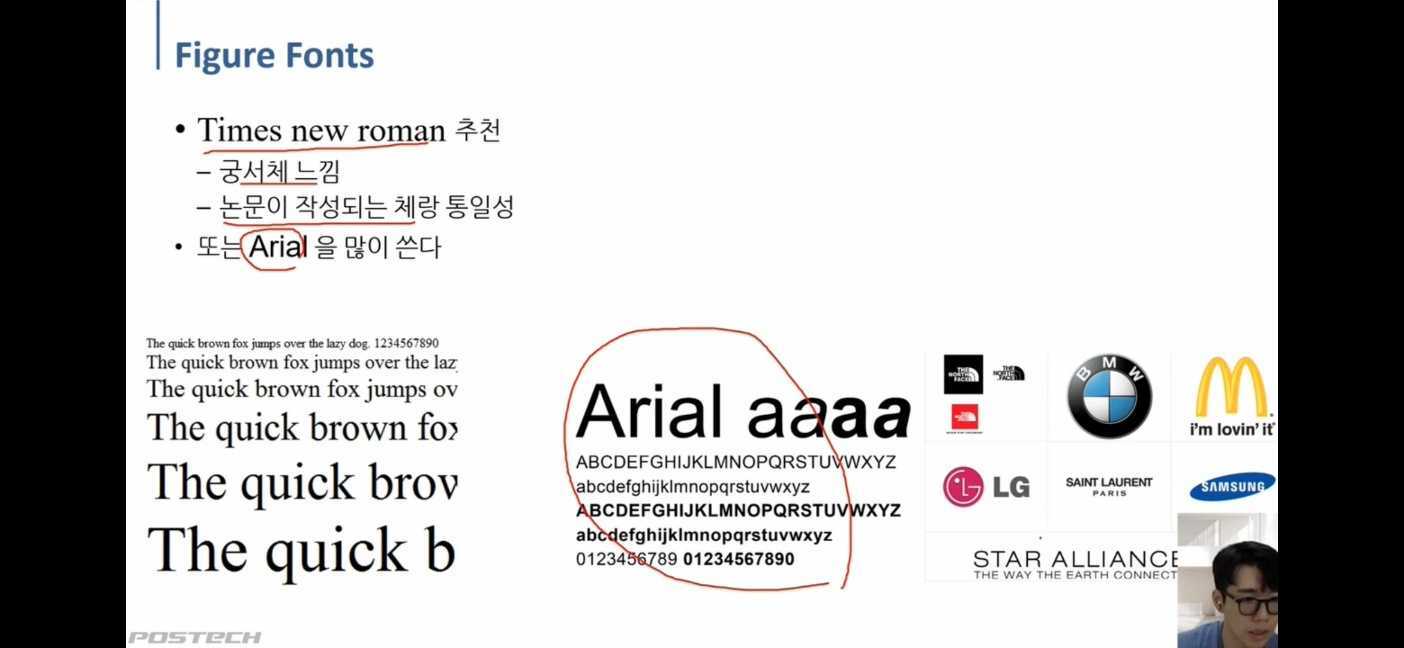 Figure Fonts
• Times new roman 추천
– 궁서체 느낌
– 논문이 작성되는 체랑 통일성
• 또는 Arial 을 많이 쓴다
The quick brown fox jumps over the lazy dog. 1234567890
The quick brown fox jumps over the laz
The quick brown fox jumps ov
The quick brown fox
The quick brow
The quick b
Arial aaaa
ABCDEFGHIJKLMNOPQRSTUVWXYZ
abcdefghijklmnopqrstuvwxyz
ABCDEFGHIJKLMNOPQRSTUVWXYZ
abcdefghijklmnopqrstuvwxyz
0123456789 01234567890
THE NORTH FACE
THE NORTH FACE
BMW
i'm lovin' it
LG
SAINT LAURENT
PARIS
SAMSUNG
STAR ALLIANCE
THE WAY THE EARTH CONNECT
POSTECH